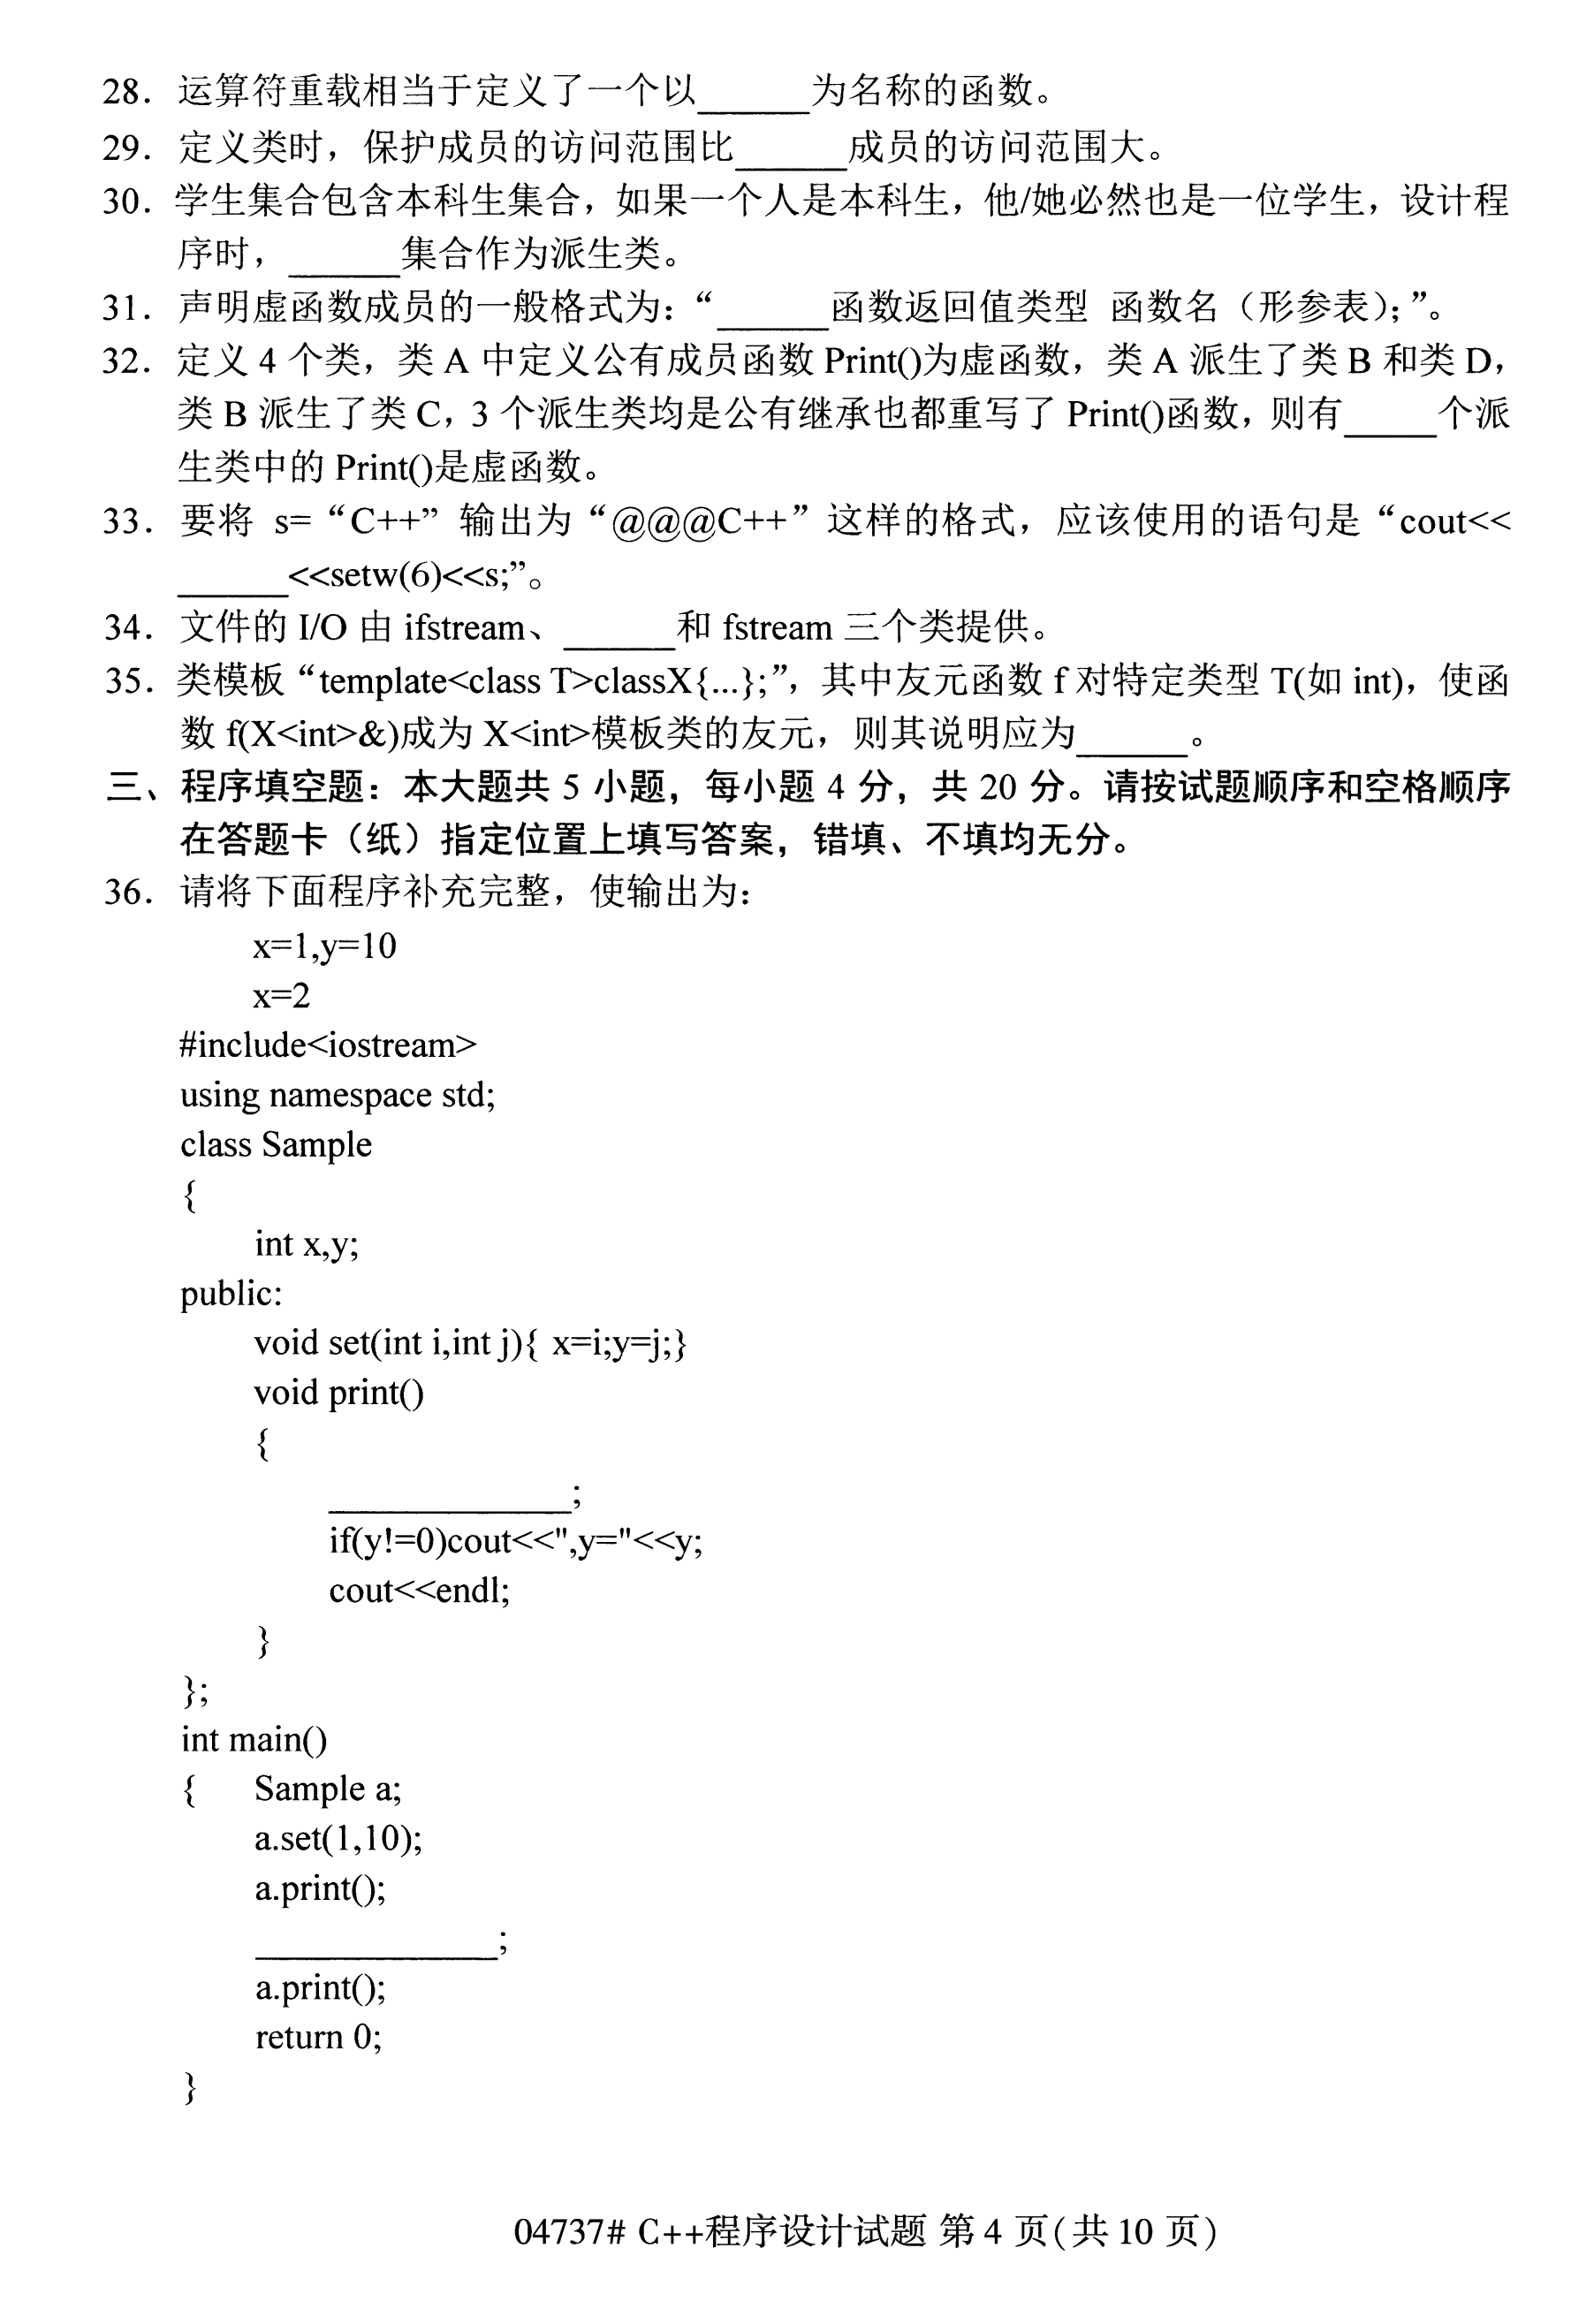 28. 运算符重载相当于定义了一个以______为名称的函数。
29. 定义类时，保护成员的访问范围比______成员的访问范围大。
30. 学生集合包含本科生集合，如果一个人是本科生，他/她必然也是一位学生，设计程
序时，______集合作为派生类。
31. 声明虚函数成员的一般格式为：“______函数返回值类型 函数名（形参表）；”。
32. 定义 4 个类，类 A 中定义公有成员函数 Print()为虚函数，类 A 派生了类 B 和类 D，
类 B 派生了类 C，3 个派生类均是公有继承也都重写了 Print()函数，则有_____个派
生类中的 Print()是虚函数。
33. 要将 s= “C++” 输出为“@@@C++”这样的格式，应该使用的语句是“cout<<
______<<setw(6)<<s;”。
34. 文件的 I/O 由 ifstream、______和 fstream 三个类提供。
35. 类模板“template<class T>classX{...};”，其中友元函数 f 对特定类型 T(如 int)，使函
数 f(X<int>&)成为 X<int>模板类的友元，则其说明应为______。
三、程序填空题：本大题共 5 小题，每小题 4 分，共 20 分。请按试题顺序和空格顺序
在答题卡（纸）指定位置上填写答案，错填、不填均无分。
36. 请将下面程序补充完整，使输出为：
x=1,y=10
x=2
#include<iostream>
using namespace std;
class Sample
{
int x,y;
public:
void set(int i,int j){ x=i;y=j;}
void print()
{
_____________;
if(y!=0)cout<<",y="<<y;
cout<<endl;
}
};
int main()
{ Sample a;
a.set(1,10);
a.print();
_____________;
a.print();
return 0;
}
04737# C++程序设计试题 第 4 页(共 10 页)